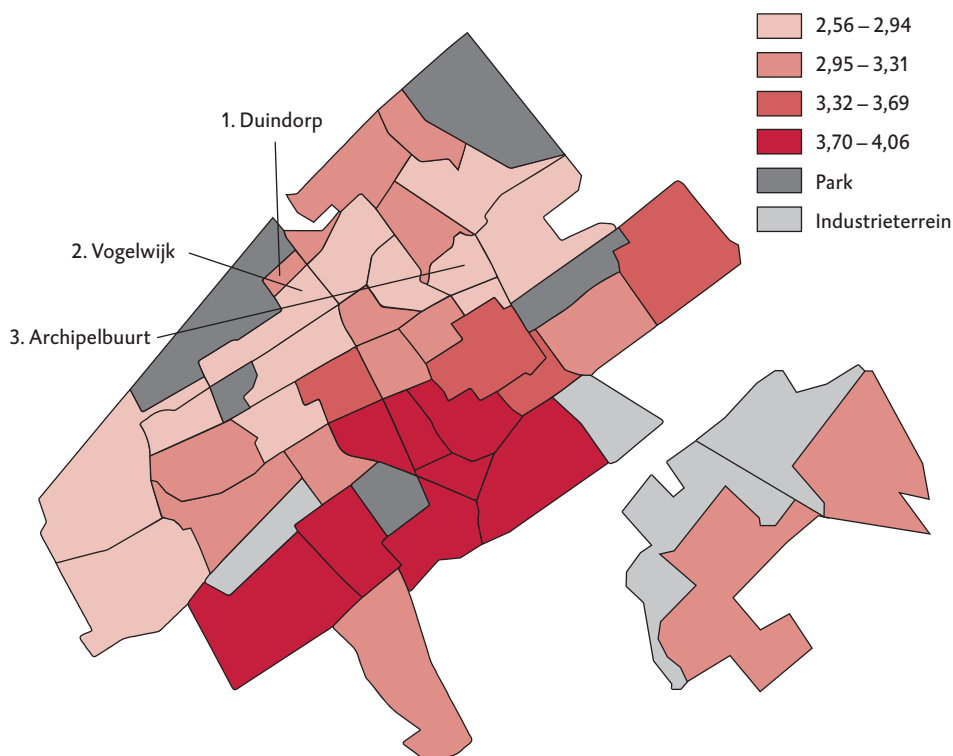 2,56 – 2,94
2,95 – 3,31
3,32 – 3,69
3,70 – 4,06
Park
Industrieterrein
1. Duindorp
2. Vogelwijk
3. Archipelbuurt